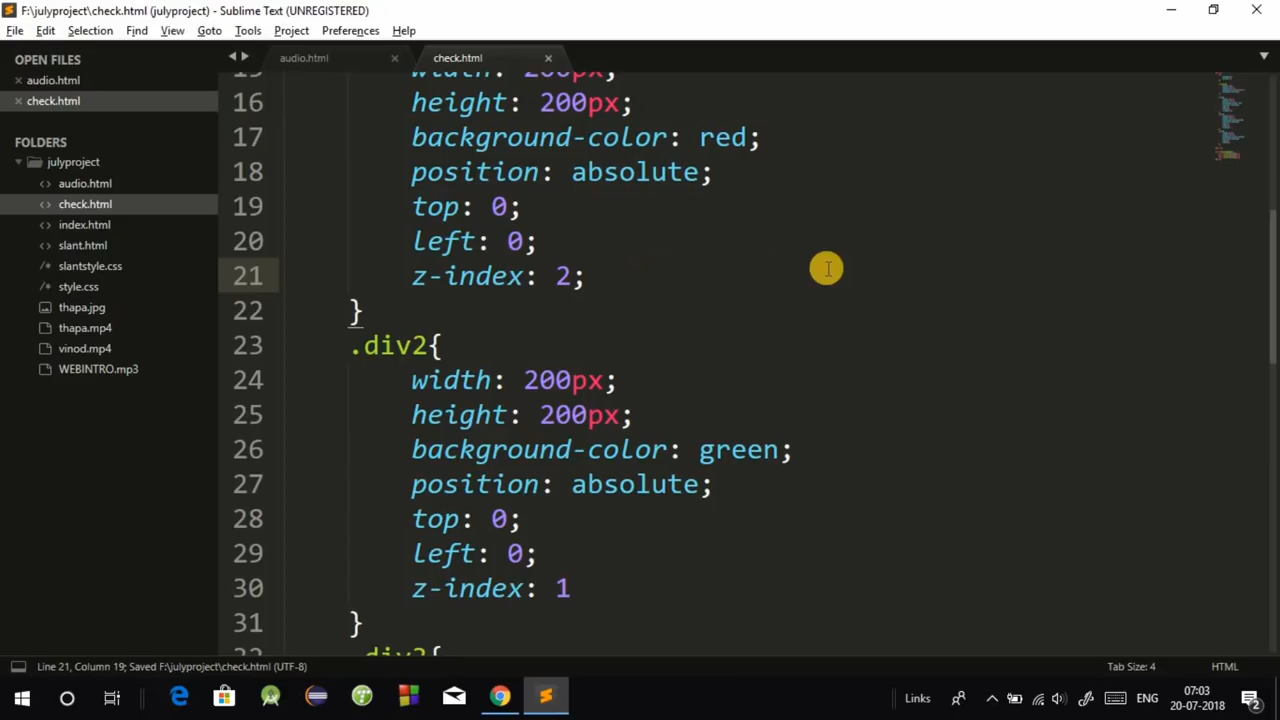 F:\julyproject\check.html (julyproject) - Sublime Text (UNREGISTERED)
File Edit Selection Find View Goto Tools Project Preferences Help
OPEN FILES
audio.html
check.html
FOLDERS
julyproject
audio.html
check.html
index.html
slant.html
slantstyle.css
style.css
thapa.jpg
thapa.mp4
vinod.mp4
WEBINTRO.mp3
audio.html check.html
15 width: 200px;
16 height: 200px;
17 background-color: red;
18 position: absolute;
19 top: 0;
20 left: 0;
21 z-index: 2;
22 }
23 .div2{
24 width: 200px;
25 height: 200px;
26 background-color: green;
27 position: absolute;
28 top: 0;
29 left: 0;
30 z-index: 1
31 }
Line 21, Column 19; Saved F:\julyproject\check.html (UTF-8) Tab Size: 4 HTML
Links ENG 07:03
20-07-2018 2